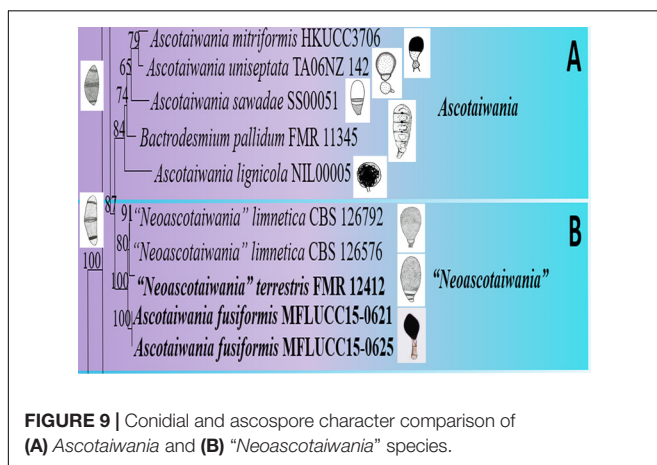 79 Ascotaiwania mitriformis HKUCC3706
A
65 Ascotaiwania uniseptata TA06NZ 142
74 Ascotaiwania sawadae SS00051
Ascotaiwania
84 Bactrodesmium pallidum FMR 11345
Ascotaiwania lignicola NIL00005
87
91 "Neoascotaiwania" limnetica CBS 126792
B
80 "Neoascotaiwania" limnetica CBS 126576
100
100 "Neoascotaiwania" terrestris FMR 12412
"Neoascotaiwania"
100 Ascotaiwania fusiformis MFLUCC15-0621
Ascotaiwania fusiformis MFLUCC15-0625
FIGURE 9 | Conidial and ascospore character comparison of
(A) Ascotaiwania and (B) "Neoascotaiwania" species.